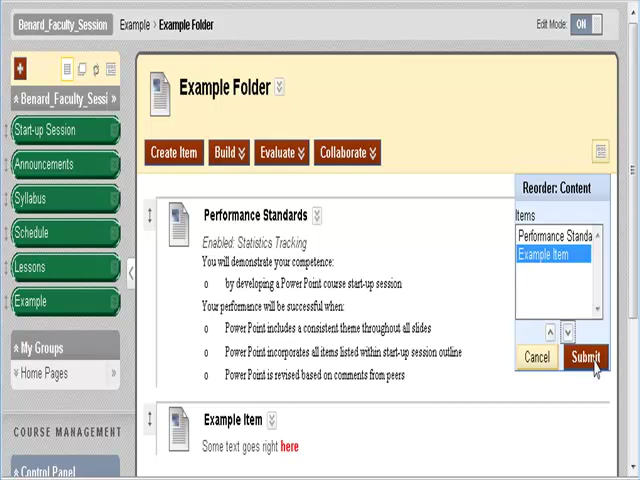 Benard_Faculty_Session
Example > Example Folder
Edit Mode: ON
Benard_Faculty_Sessi
Start-up Session
Announcements
Syllabus
Schedule
Lessons
Example
My Groups
Home Pages
COURSE MANAGEMENT
Control Panel
Example Folder
Create Item
Build
Evaluate
Collaborate
Performance Standards
Enabled: Statistics Tracking
You will demonstrate your competence:
o by developing a Power Point course start-up session
Your performance will be successful when:
o Power Point includes a consistent theme throughout all slides
o Power Point incorporates all items listed within start-up session outline
o Power Point is revised based on comments from peers
Example Item
Some text goes right here
Reorder: Content
Items
Performance Standa
Example Item
Cancel
Submit